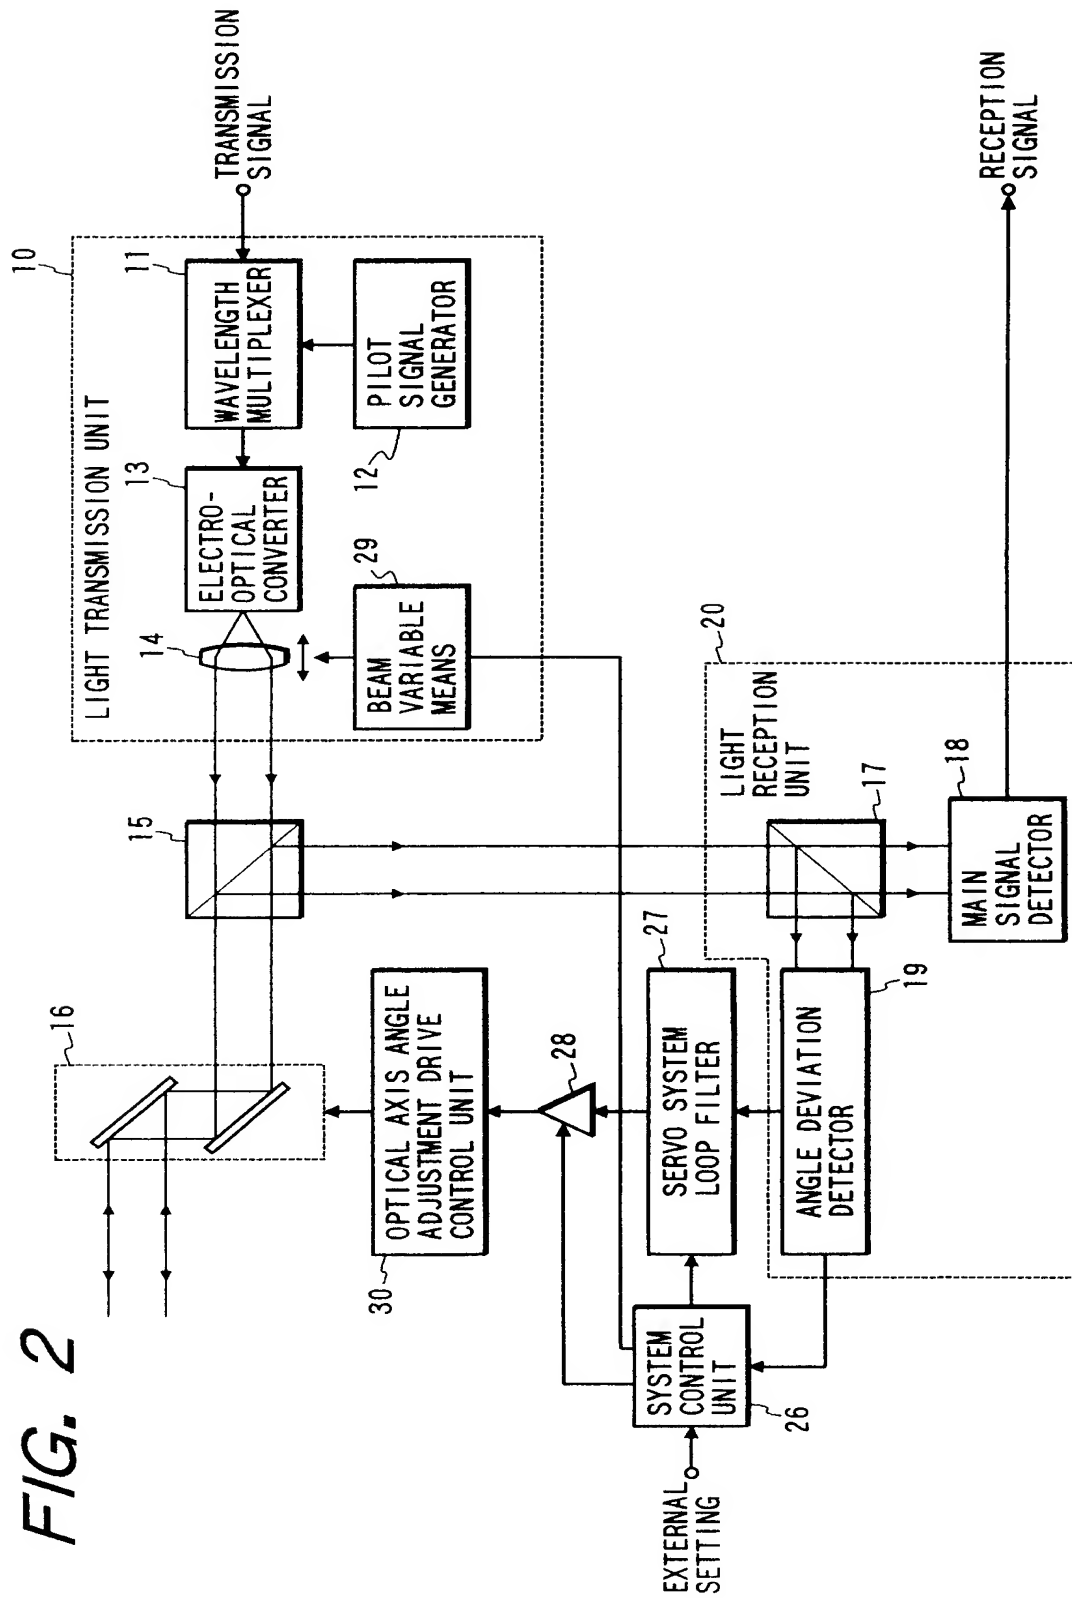 FIG. 2
10
LIGHT TRANSMISSION UNIT
16
15
14
13
11
ELECTRO-
OPTICAL
CONVERTER
WAVELENGTH
MULTIPLEXER
TRANSMISSION
SIGNAL
29
12
BEAM
VARIABLE
MEANS
PILOT
SIGNAL
GENERATOR
30
OPTICAL AXIS ANGLE
ADJUSTMENT DRIVE
CONTROL UNIT
28
27
EXTERNAL
SETTING
SYSTEM
CONTROL
UNIT
26
SERVO SYSTEM
LOOP FILTER
20
LIGHT
RECEPTION
UNIT
17
ANGLE DEVIATION
DETECTOR
19
18
MAIN
SIGNAL
DETECTOR
RECEPTION
SIGNAL